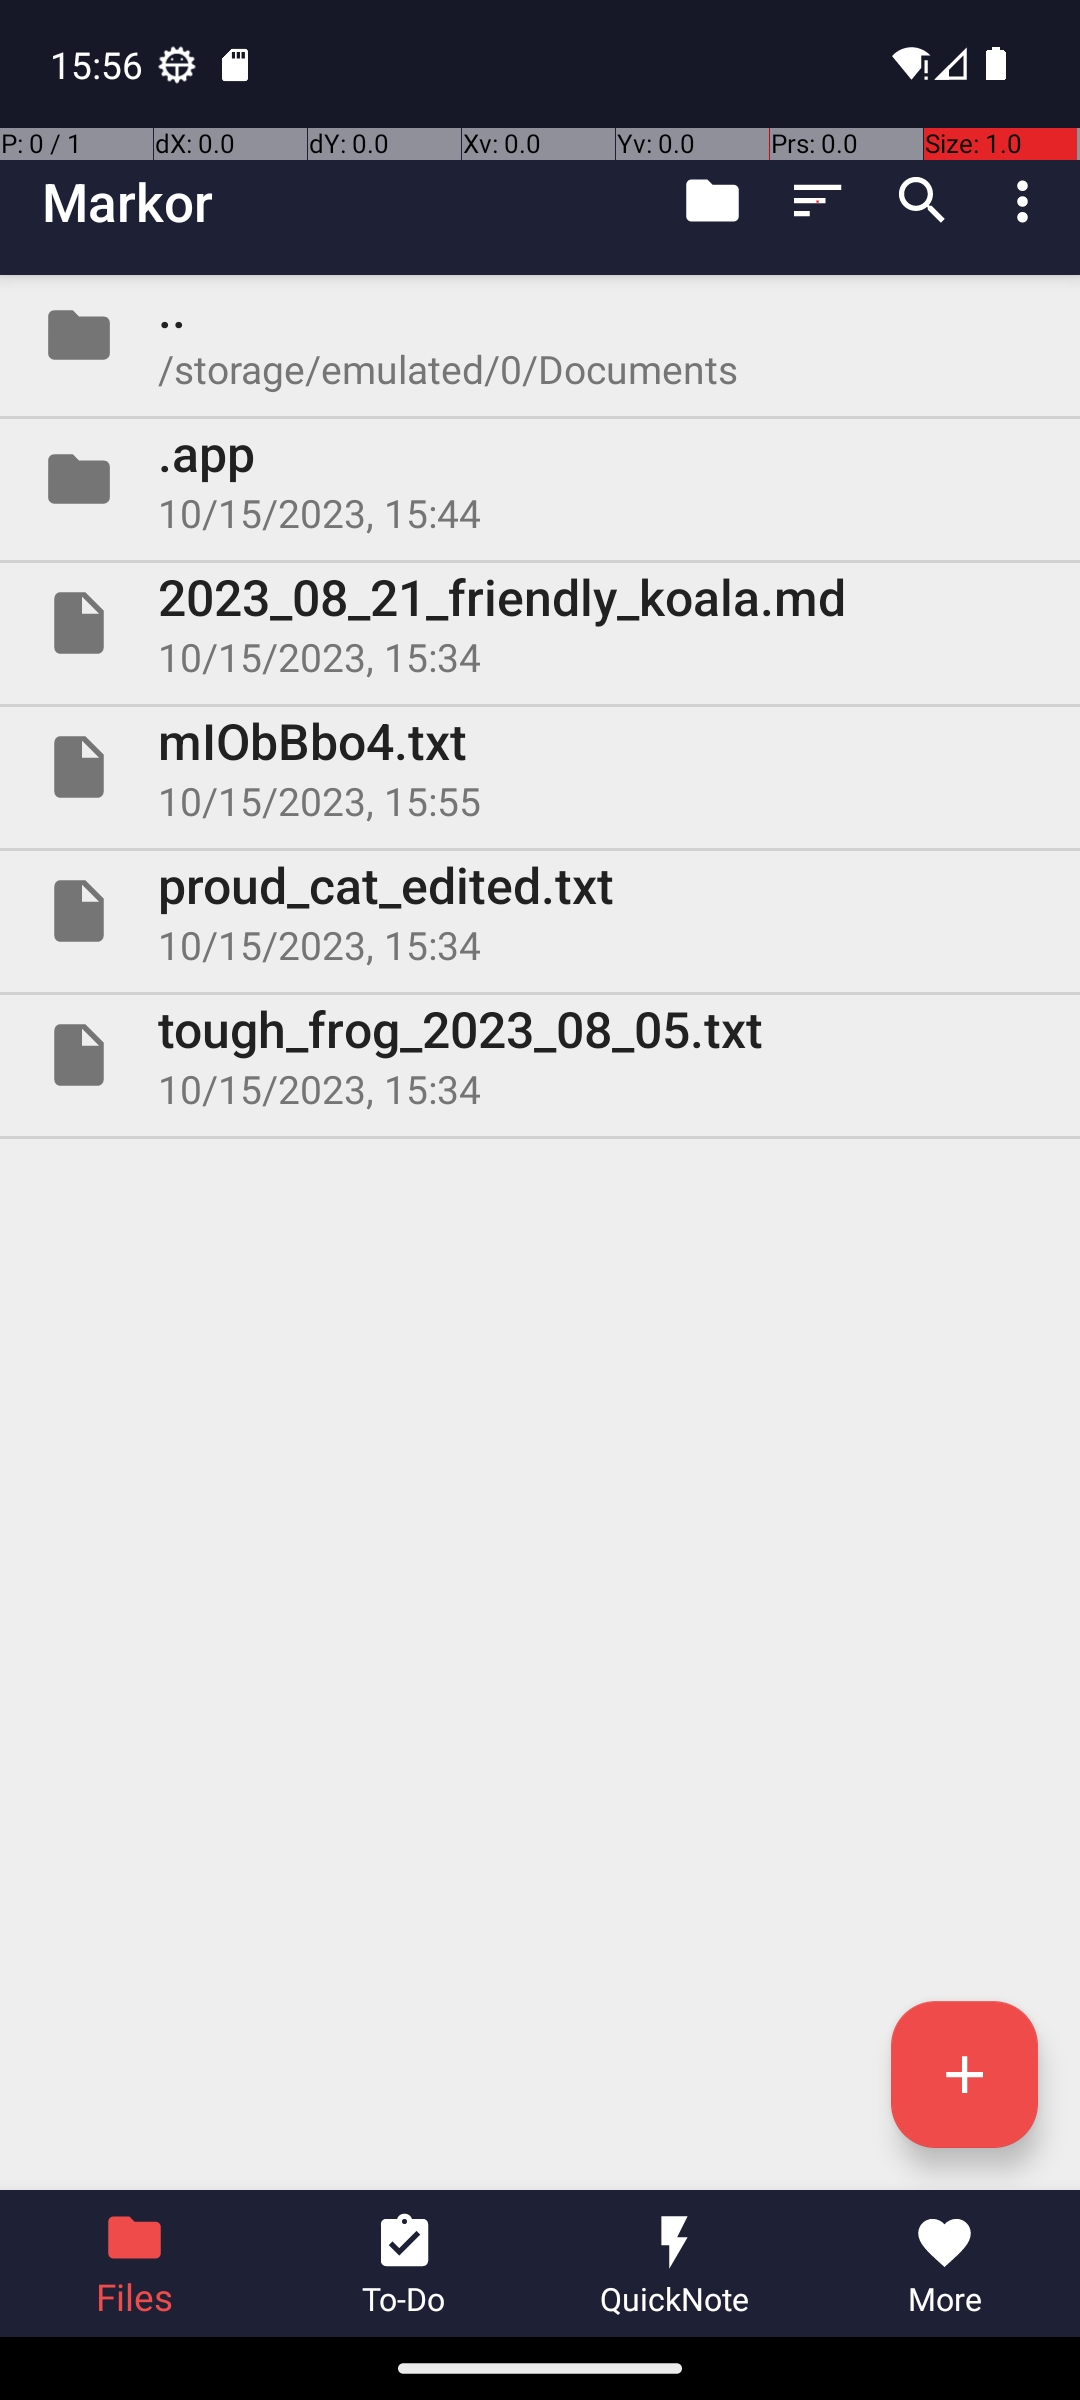 15:56
P: 0 / 1 dX: 0.0 dY: 0.0 Xv: 0.0 Yv: 0.0 Prs: 0.0 Size: 1.0
Markor
..
/storage/emulated/0/Documents
.app
10/15/2023, 15:44
2023_08_21_friendly_koala.md
10/15/2023, 15:34
mIObBbo4.txt
10/15/2023, 15:55
proud_cat_edited.txt
10/15/2023, 15:34
tough_frog_2023_08_05.txt
10/15/2023, 15:34
Files To-Do QuickNote More